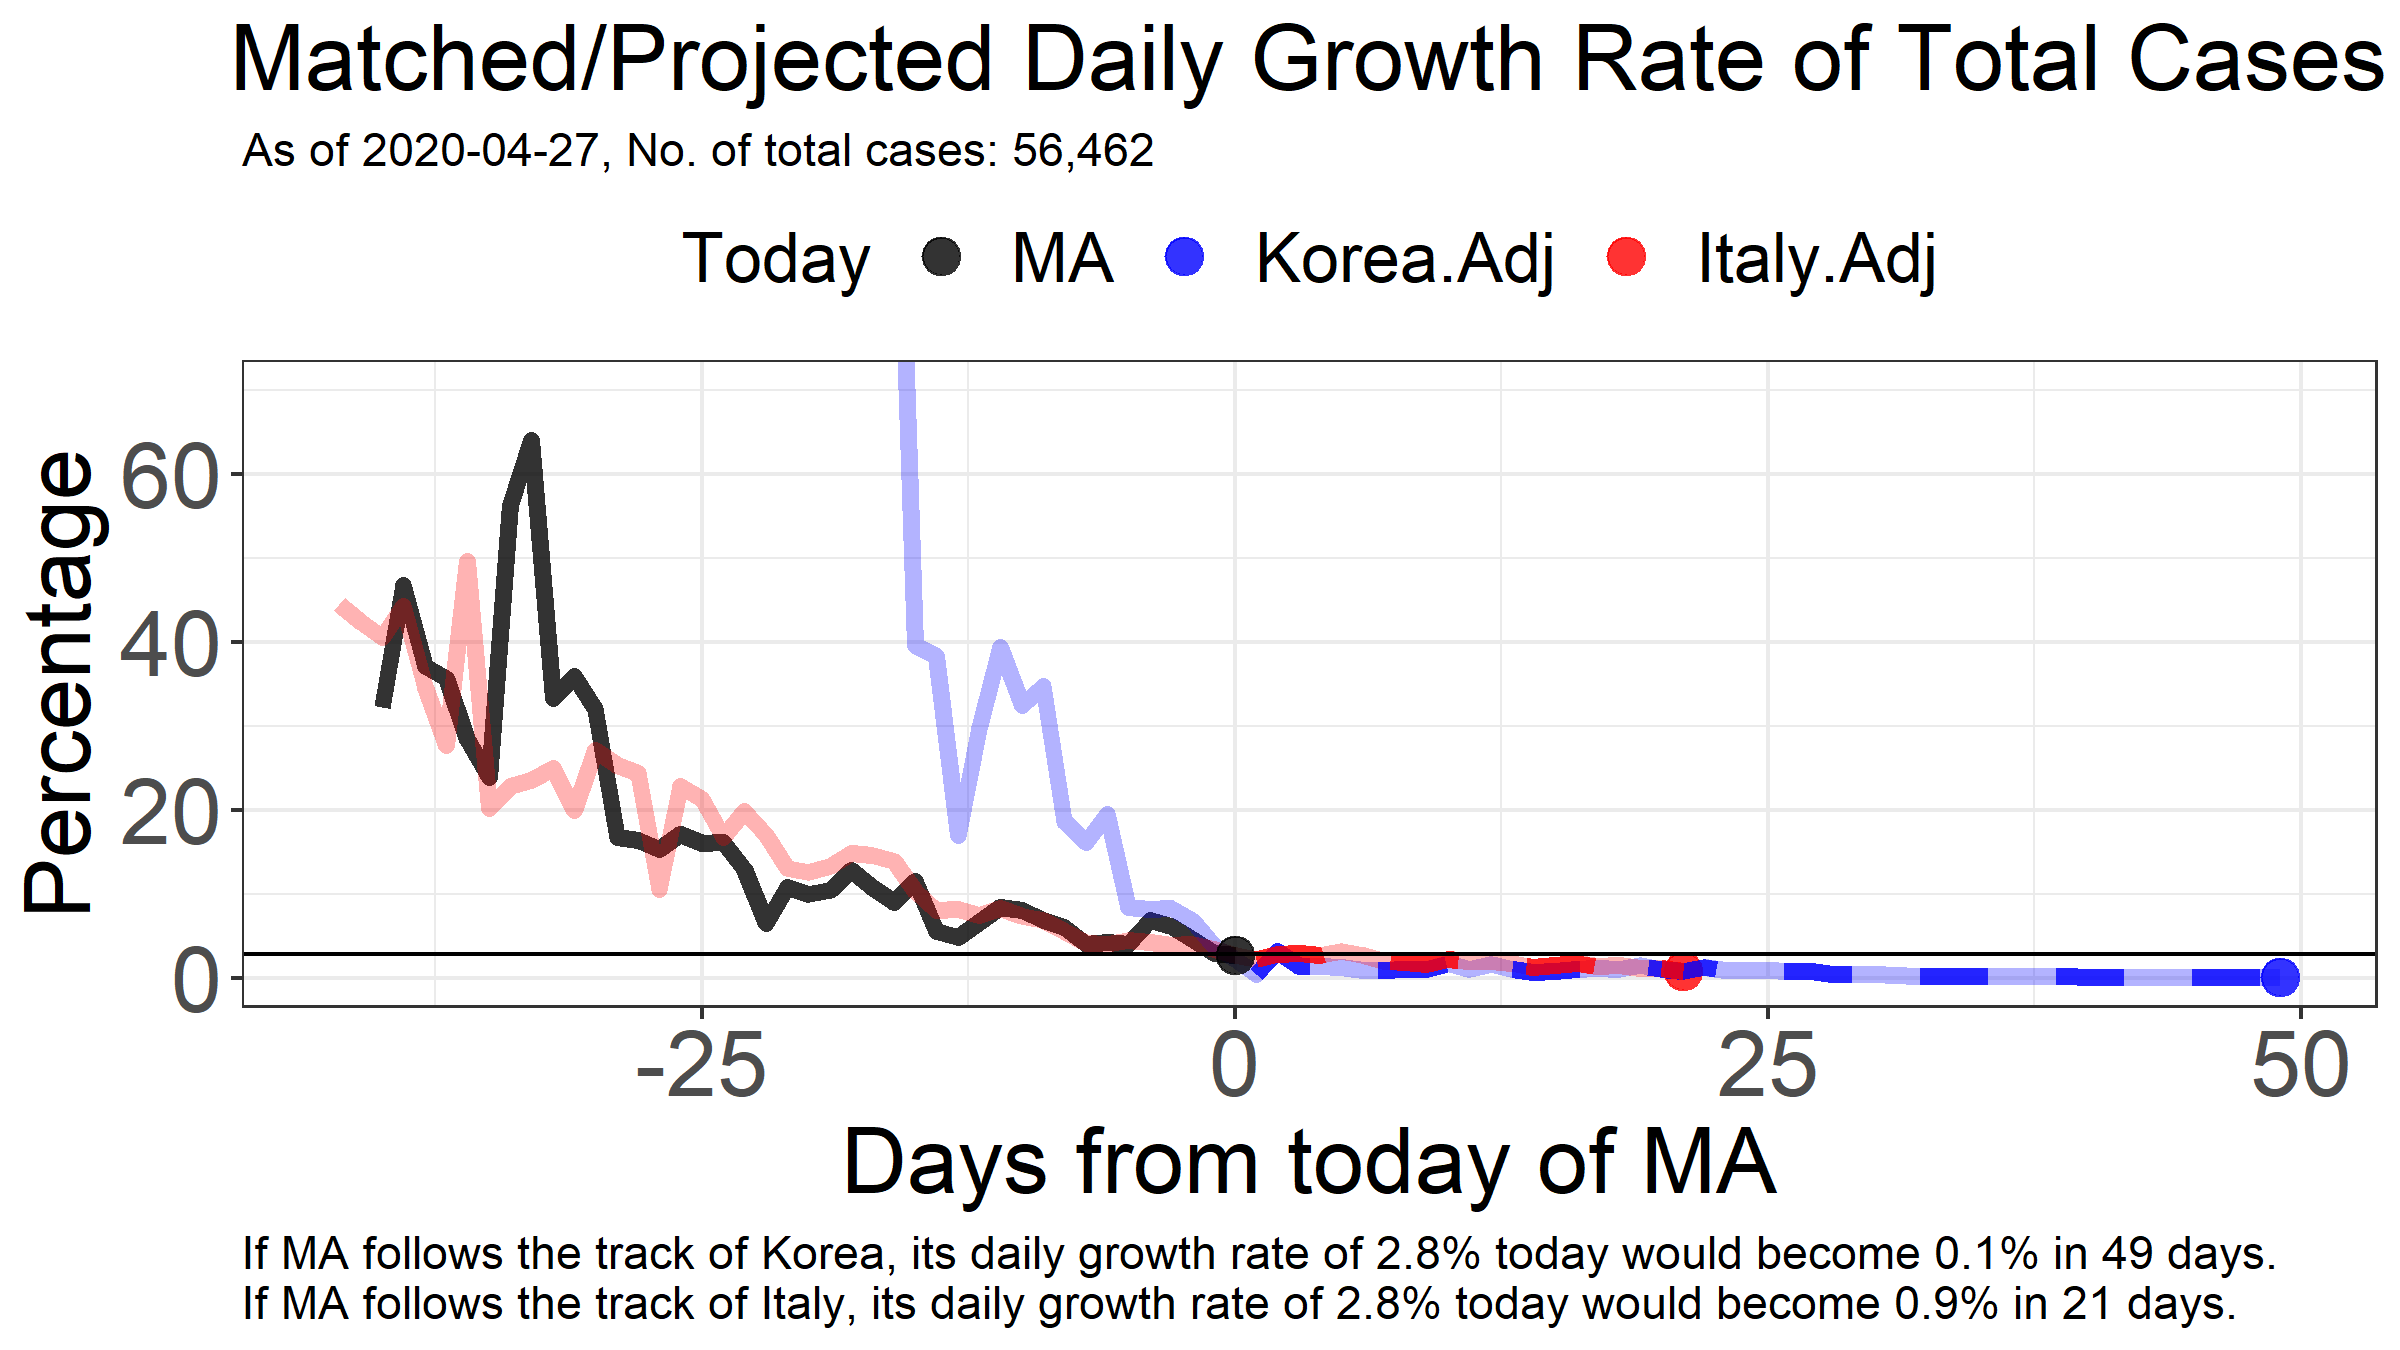 Matched/Projected Daily Growth Rate of Total Cases
As of 2020-04-27, No. of total cases: 56,462
Today MA Korea.Adj Italy.Adj
Percentage
60
40
20
0
-25 0 25 50
Days from today of MA
If MA follows the track of Korea, its daily growth rate of 2.8% today would become 0.1% in 49 days.
If MA follows the track of Italy, its daily growth rate of 2.8% today would become 0.9% in 21 days.